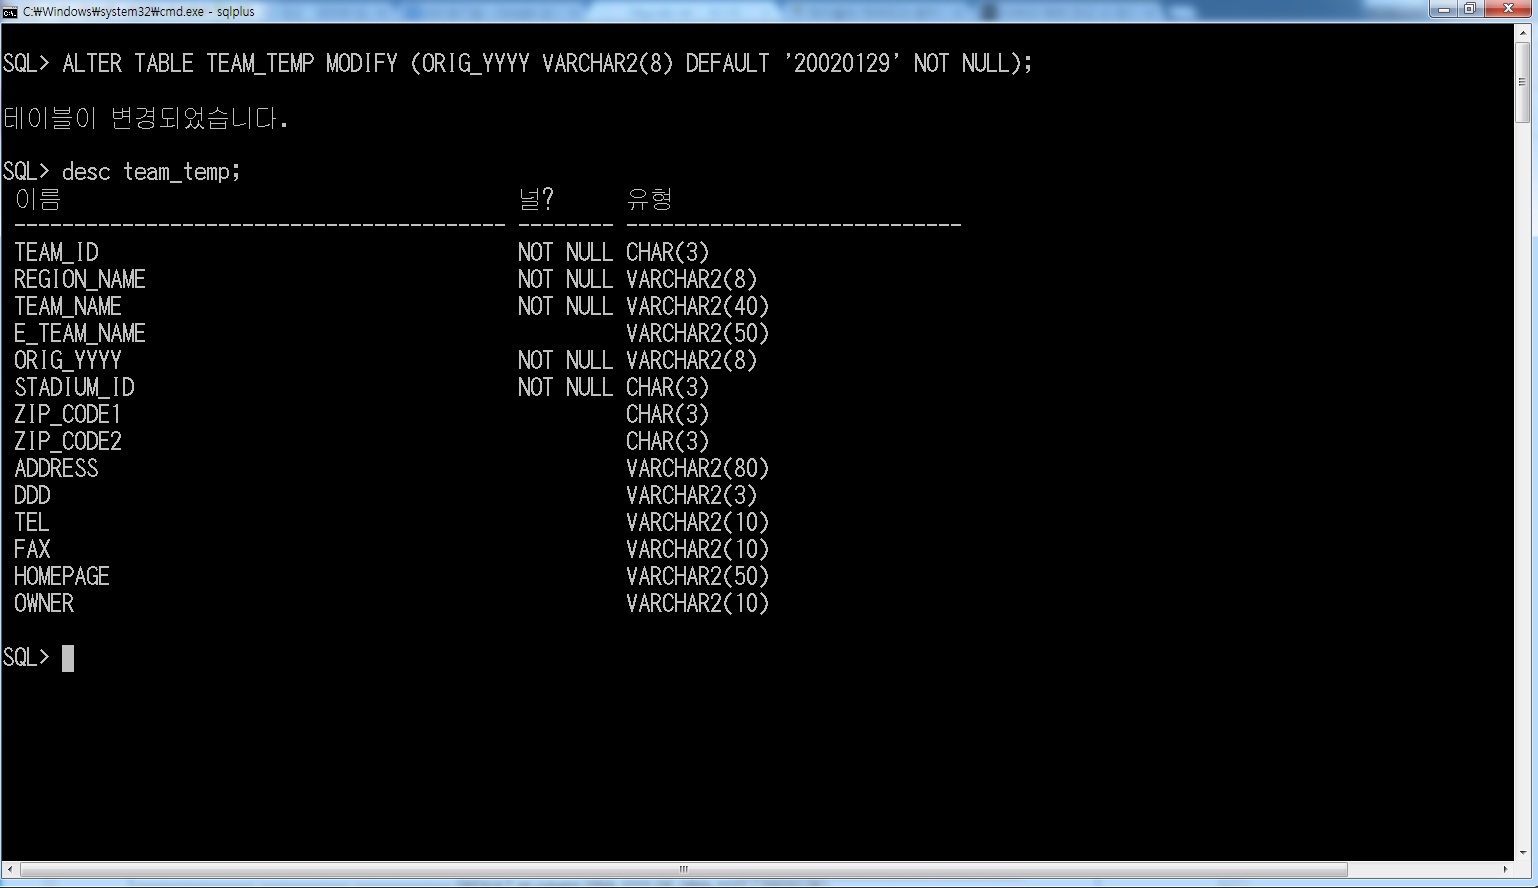 C:\Windows\system32\cmd.exe - sqlplus
SQL> ALTER TABLE TEAM_TEMP MODIFY (ORIG_YYYY VARCHAR2(8) DEFAULT '20020129' NOT NULL);
테이블이 변경되었습니다.
SQL> desc team_temp;
이름 널? 유형
----------------------------------------- -------- ----------------------------
TEAM_ID NOT NULL CHAR(3)
REGION_NAME NOT NULL VARCHAR2(8)
TEAM_NAME NOT NULL VARCHAR2(40)
E_TEAM_NAME VARCHAR2(50)
ORIG_YYYY NOT NULL VARCHAR2(8)
STADIUM_ID NOT NULL CHAR(3)
ZIP_CODE1 CHAR(3)
ZIP_CODE2 CHAR(3)
ADDRESS VARCHAR2(80)
DDD VARCHAR2(3)
TEL VARCHAR2(10)
FAX VARCHAR2(10)
HOMEPAGE VARCHAR2(50)
OWNER VARCHAR2(10)
SQL>